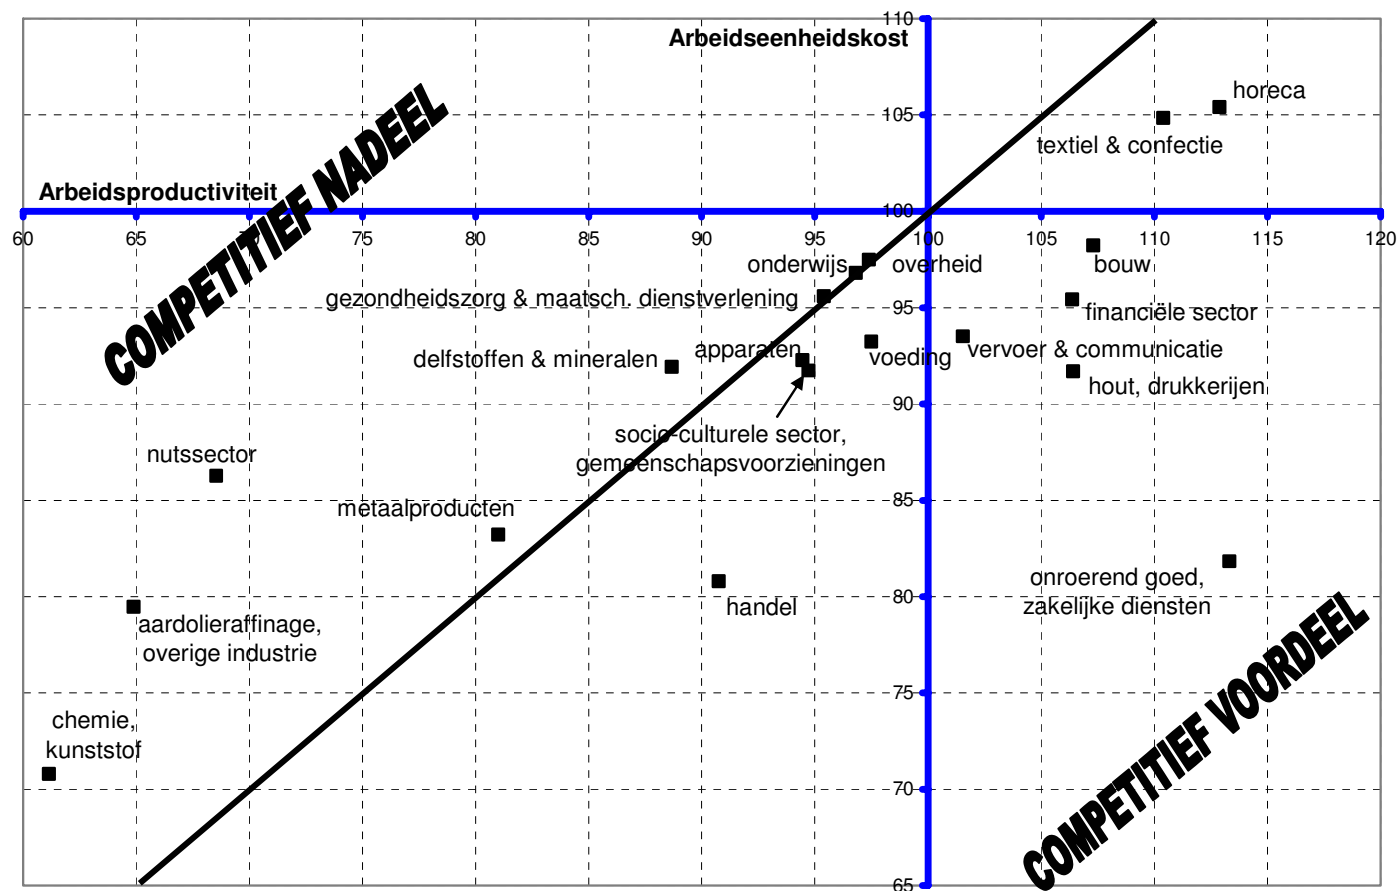 110
Arbeidseenheidskost
horeca
105
textiel & confectie
COMPETITIEF NADEEL
Arbeidsproductiviteit
100
60 65 70 75 80 85 90 95 100 105 110 115 120
onderwijs
overheid
bouw
gezondheidszorg & maatsch. dienstverlening
95
financiële sector
delfstoffen & mineralen
apparaten
voeding
vervoer & communicatie
hout, drukkerijen
90
socio-culturele sector,
gemeenschapsvoorzieningen
nutssector
85
metaalproducten
onroerend goed,
zakelijke diensten
80
handel
aardolieraffinage,
overige industrie
75
chemie,
kunststof
70
COMPETITIEF VOORDEEL
65